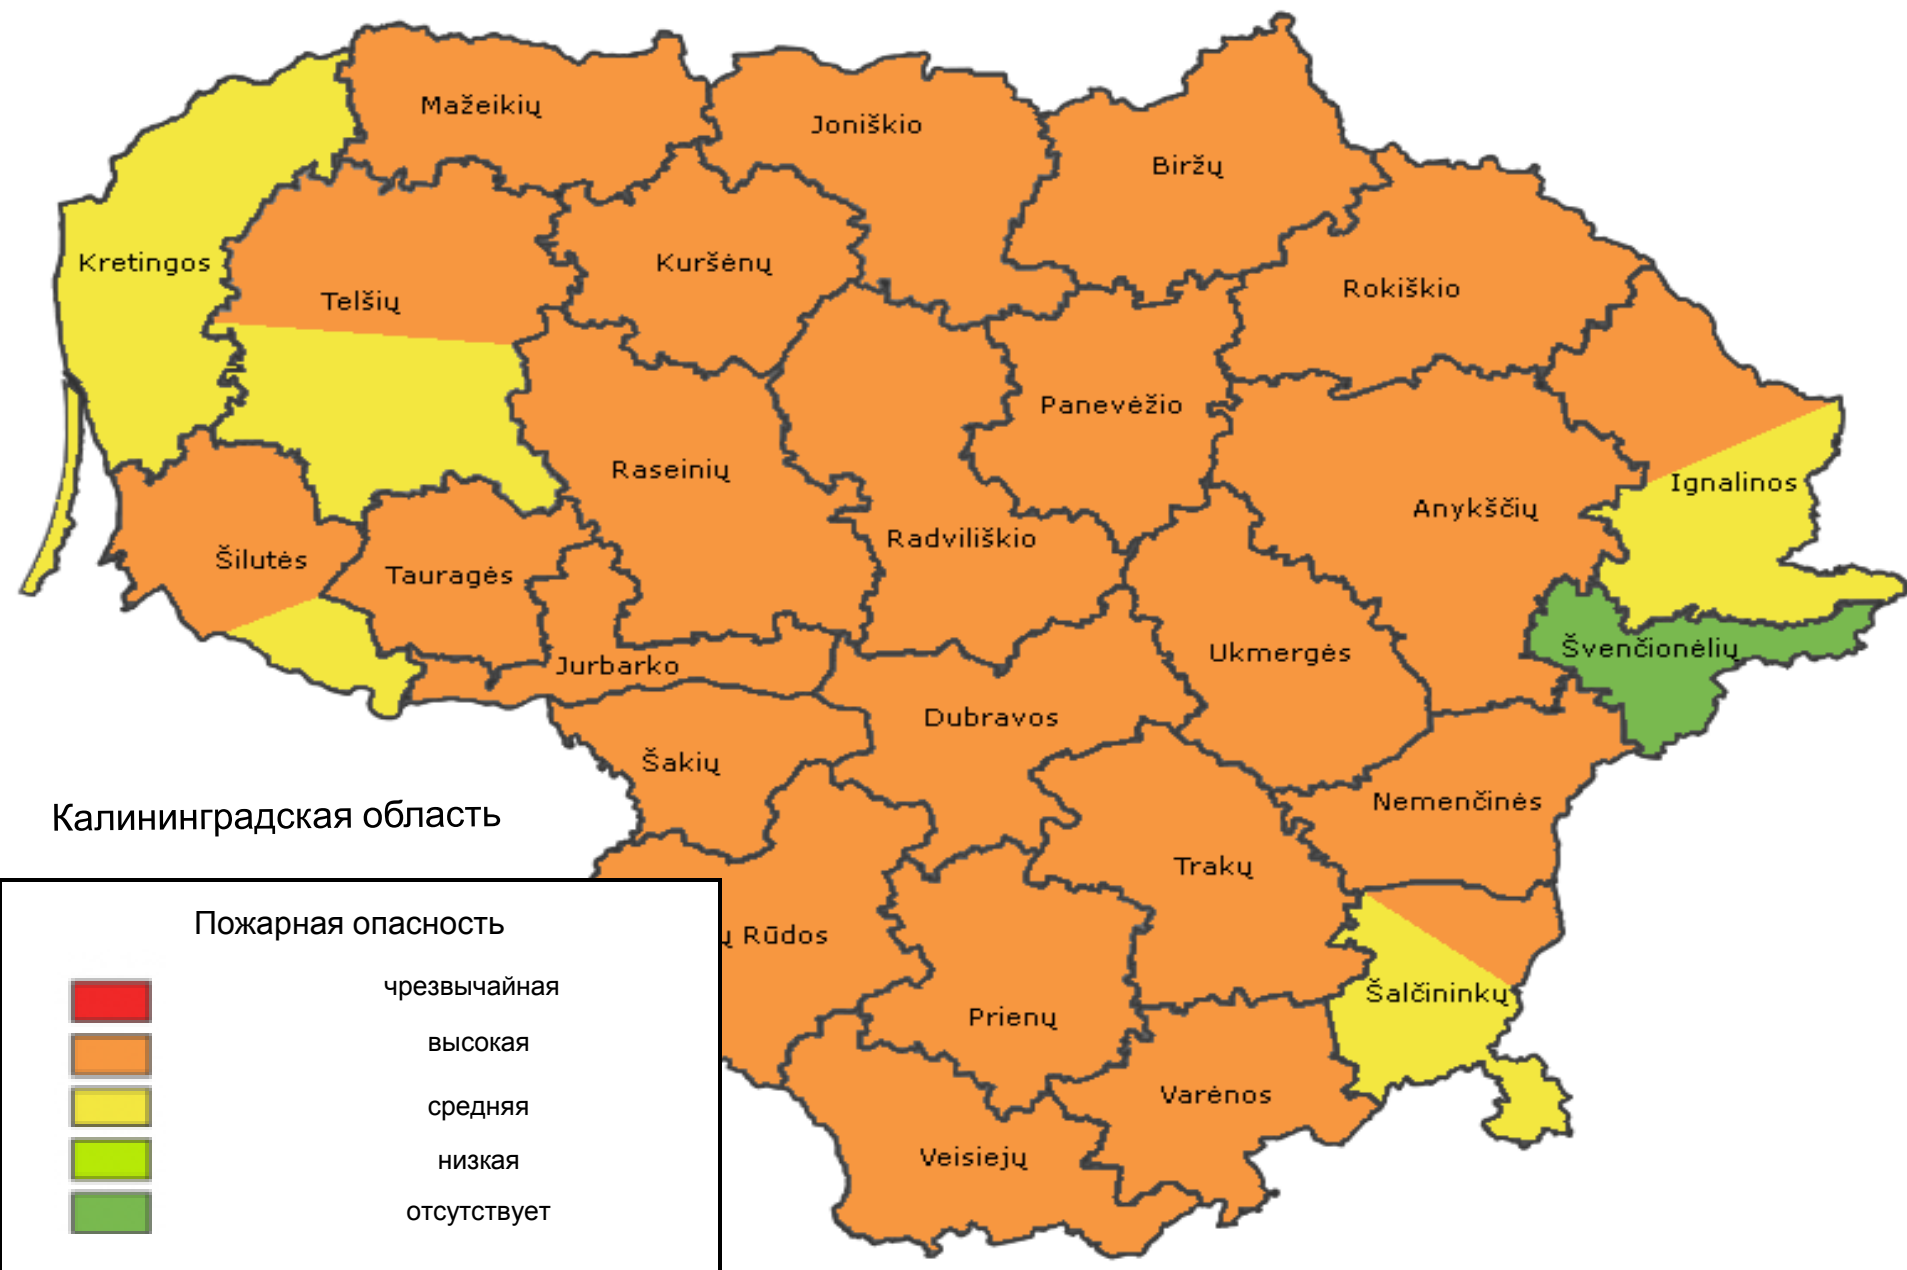 Mažeikių
Joniškio
Biržų
Kretingos
Telšių
Kuršėnų
Rokiškio
Panevėžio
Raseinių
Ignalinos
Anykščių
Radviliškio
Šilutės
Tauragės
Jurbarko
Ukmergės
Švenčionėlių
Dubravos
Šakių
Nemenčinės
Калининградская область
Trakų
ų Rūdos
Šalčininkų
Prienų
Varėnos
Veisiejų
Пожарная опасность
чрезвычайная
высокая
средняя
низкая
отсутствует